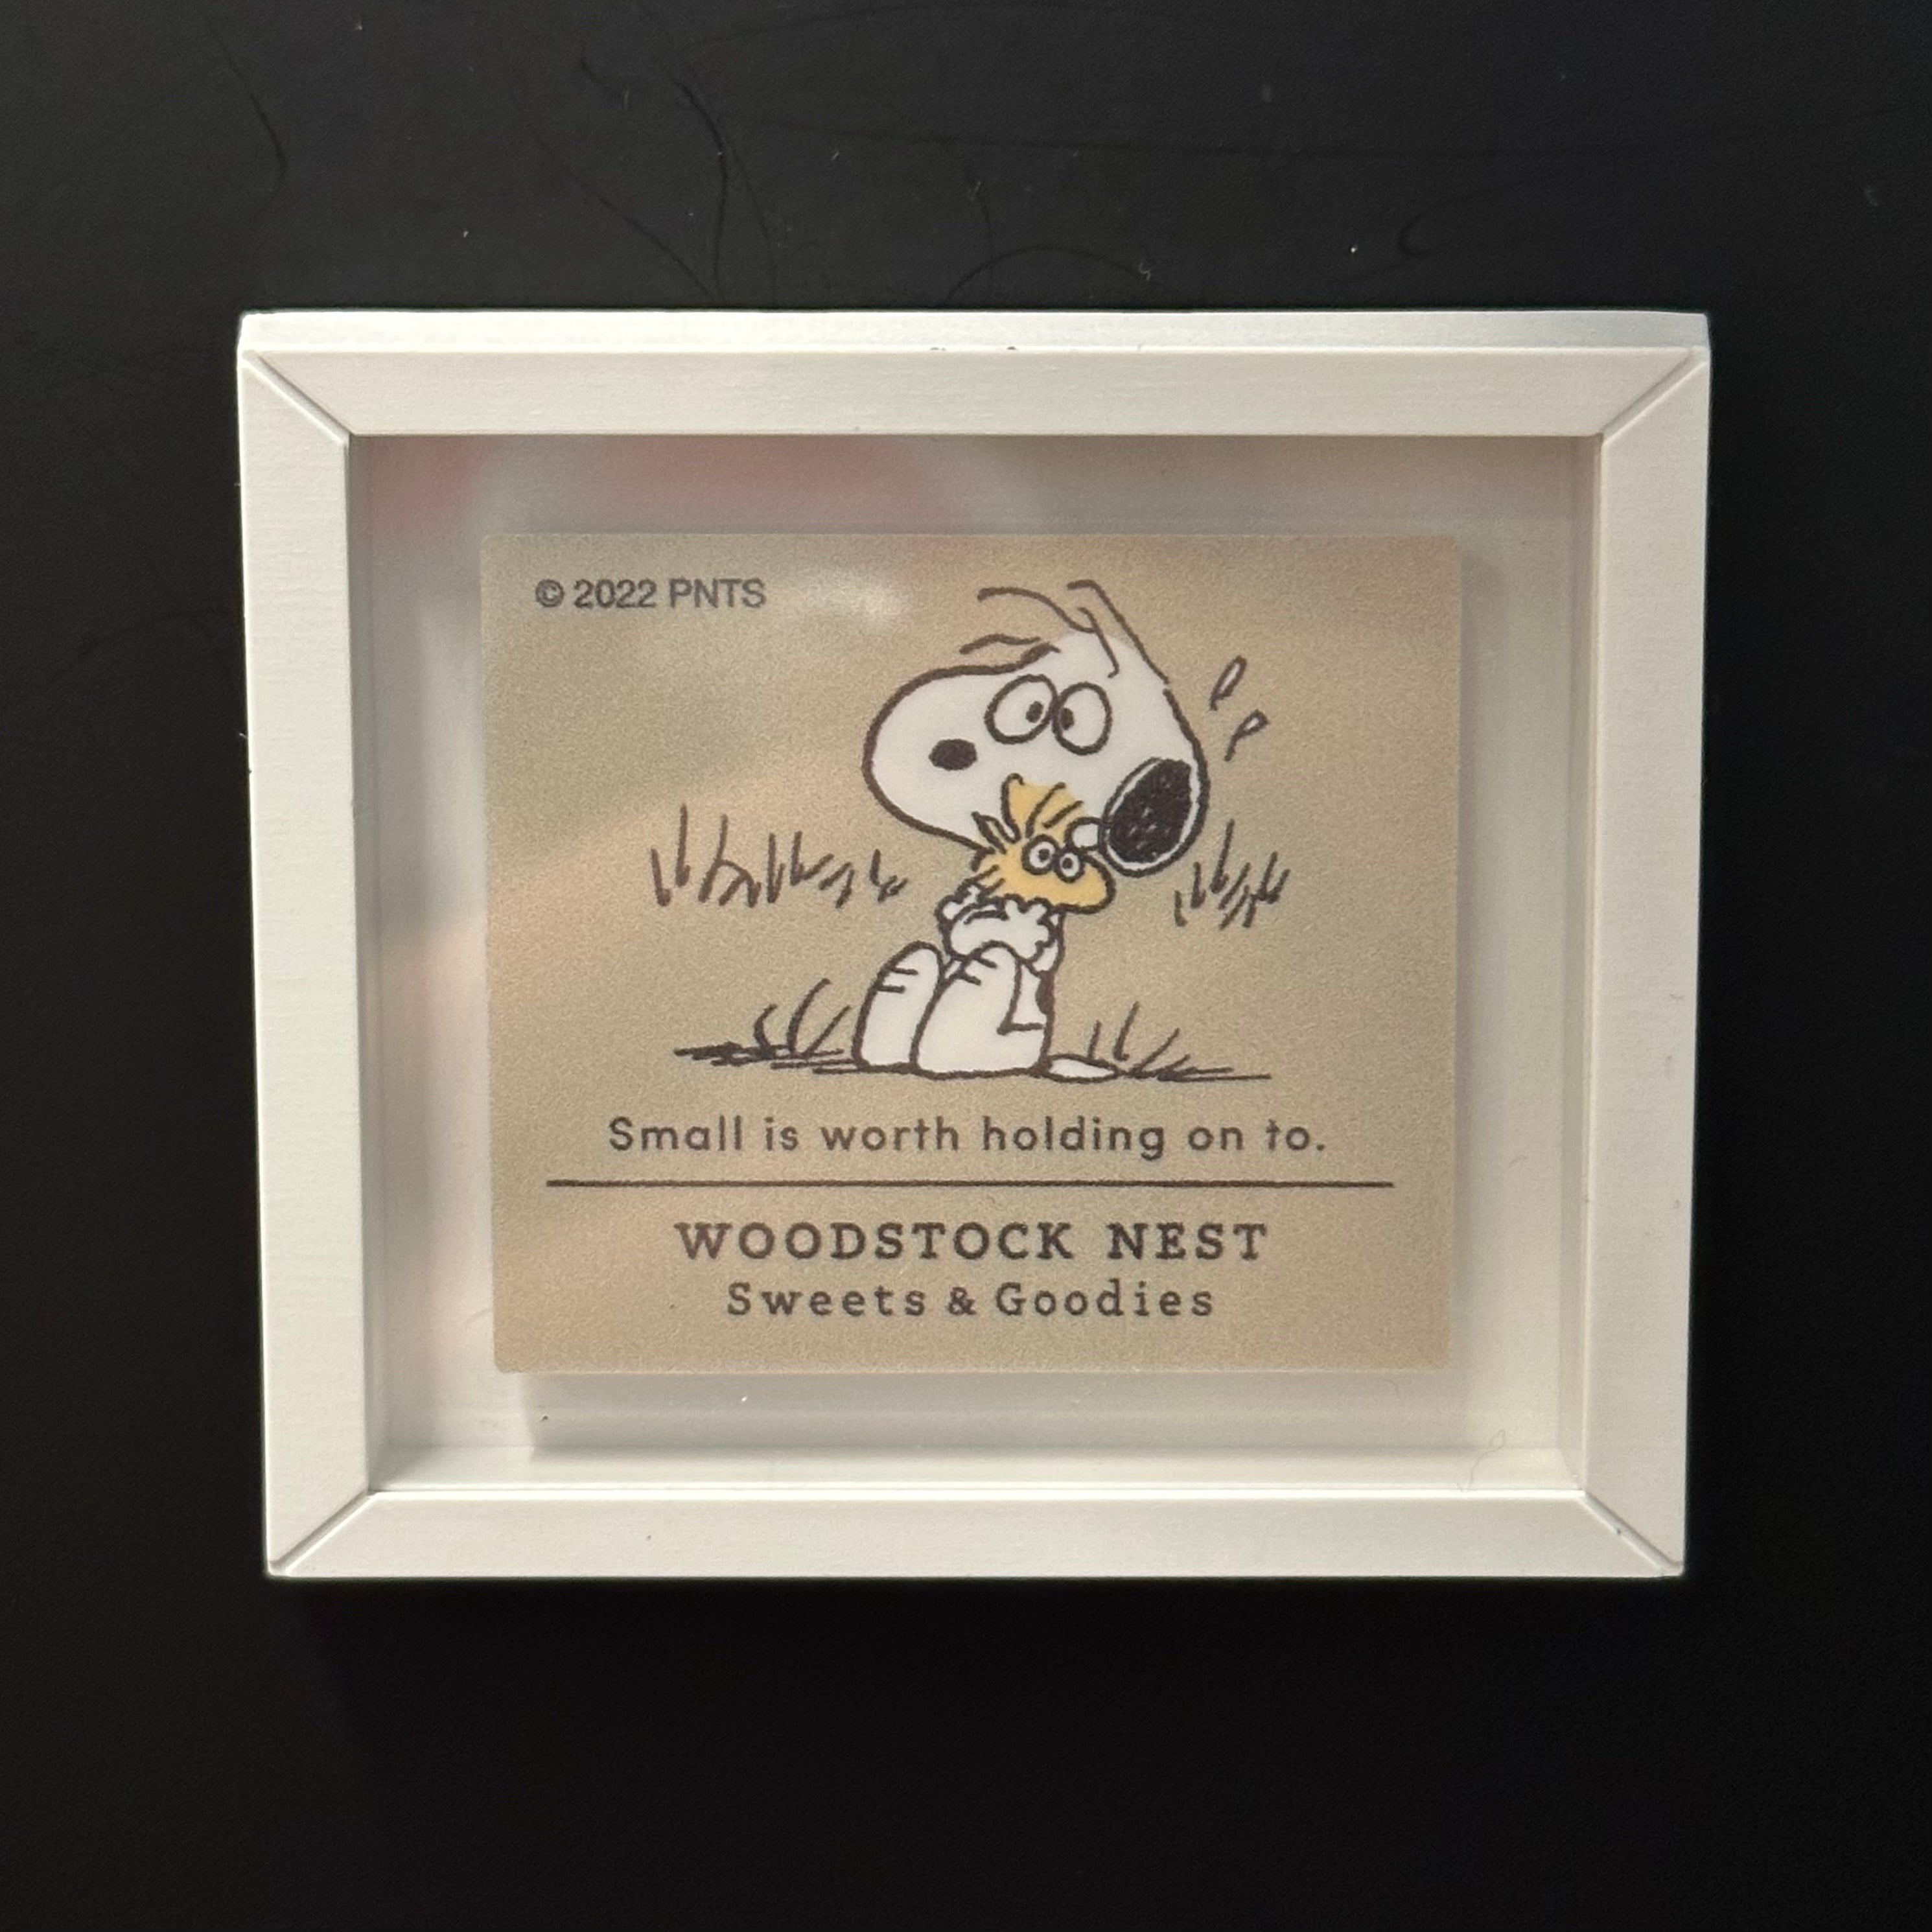 © 2022 PNTS
Small is worth holding on to.
WOODSTOCK NEST
Sweets & Goodies